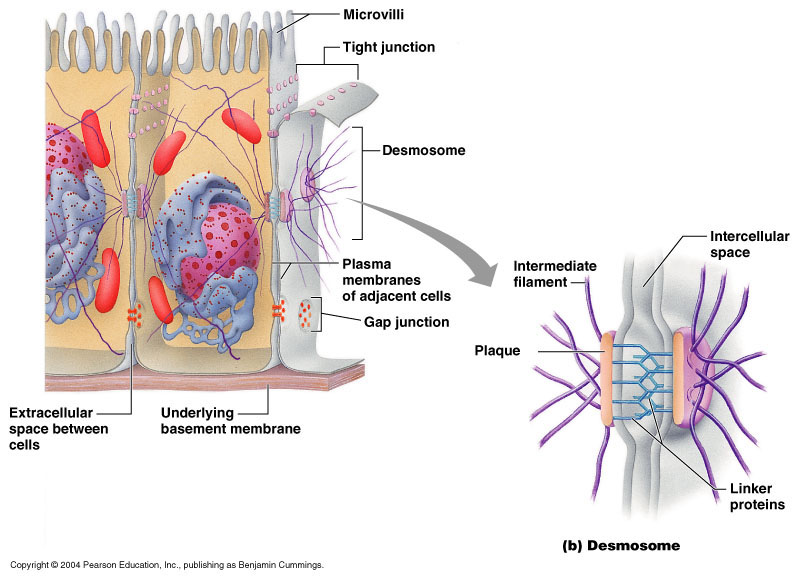 Microvilli
Tight junction
Desmosome
Plasma
membranes
of adjacent cells
Gap junction
Extracellular
space between
cells
Underlying
basement membrane
Intercellular
space
Intermediate
filament
Plaque
Linker
proteins
(b) Desmosome
Copyright © 2004 Pearson Education, Inc., publishing as Benjamin Cummings.